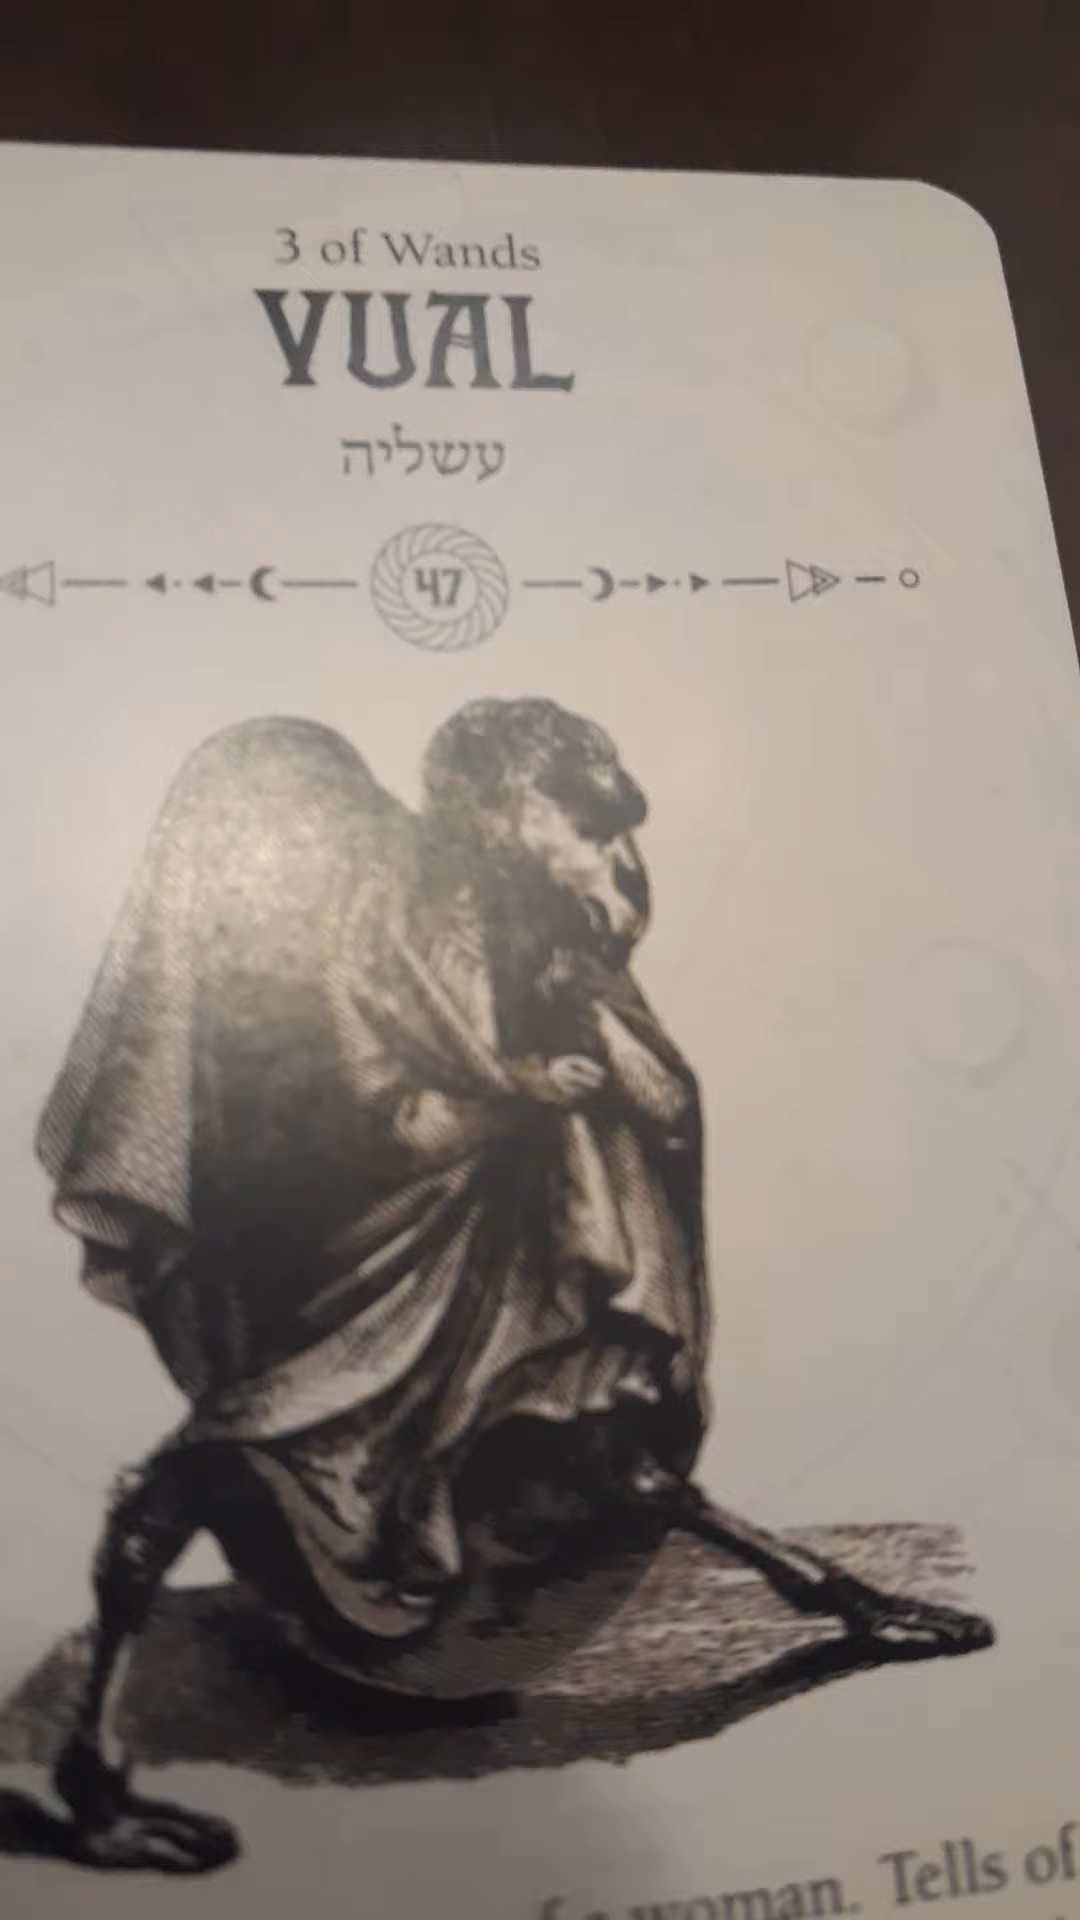 3 of Wands
VUAL
עשליה
47
woman. Tells of